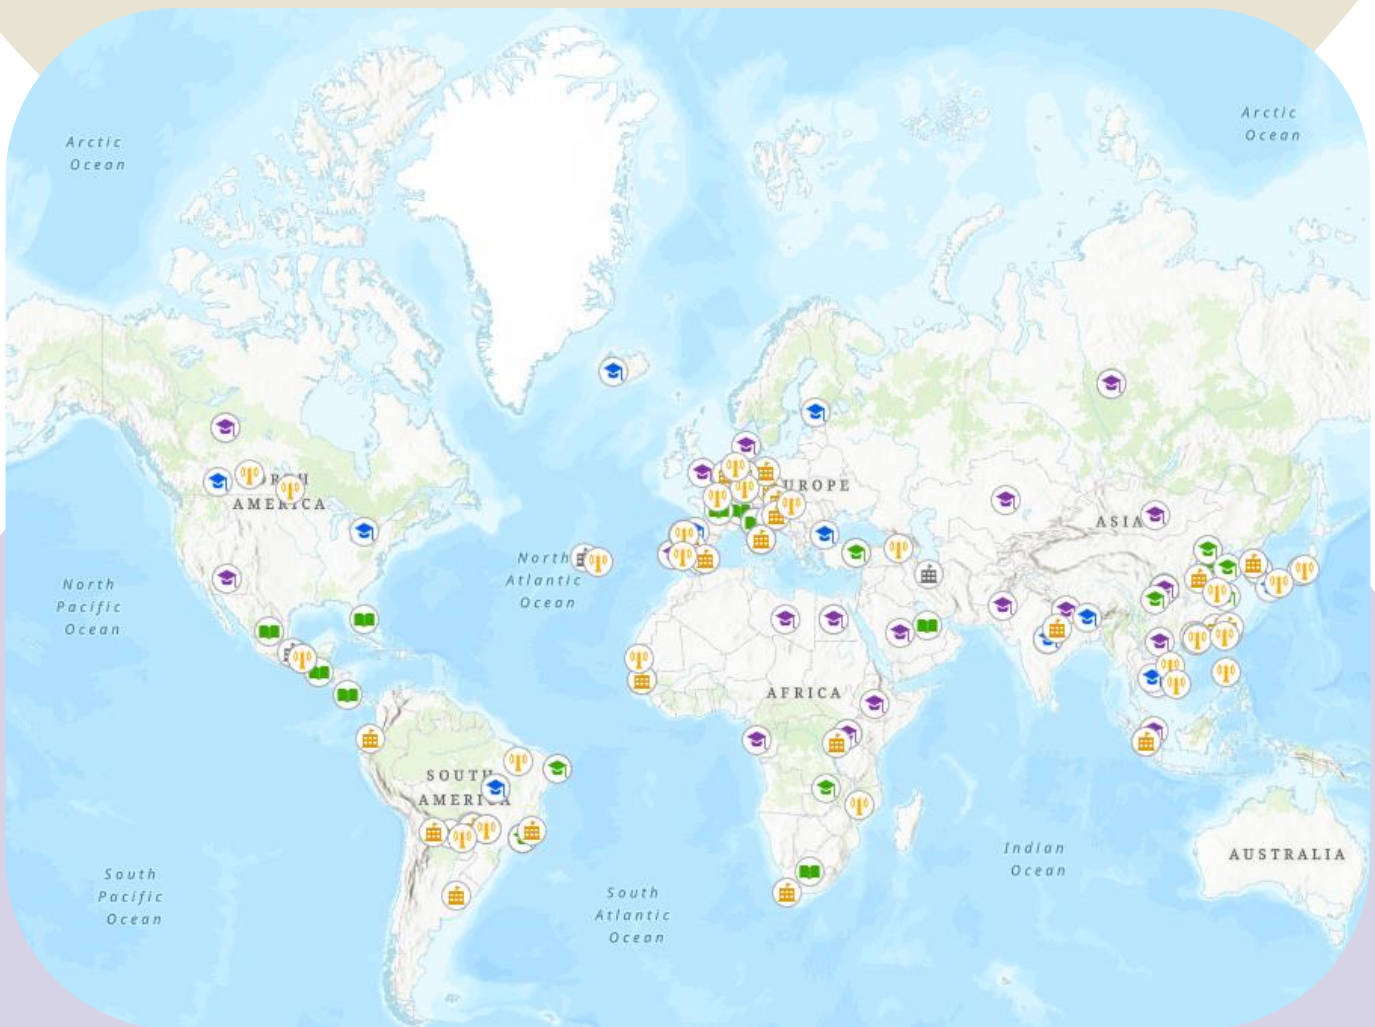 Arctic
Ocean
Arctic
Ocean
AMERICA
North
Pacific
Ocean
North
Atlantic
Ocean
ASIA
AFRICA
SOUTH
AMERICA
South
Pacific
Ocean
South
Atlantic
Ocean
Indian
Ocean
AUSTRALIA